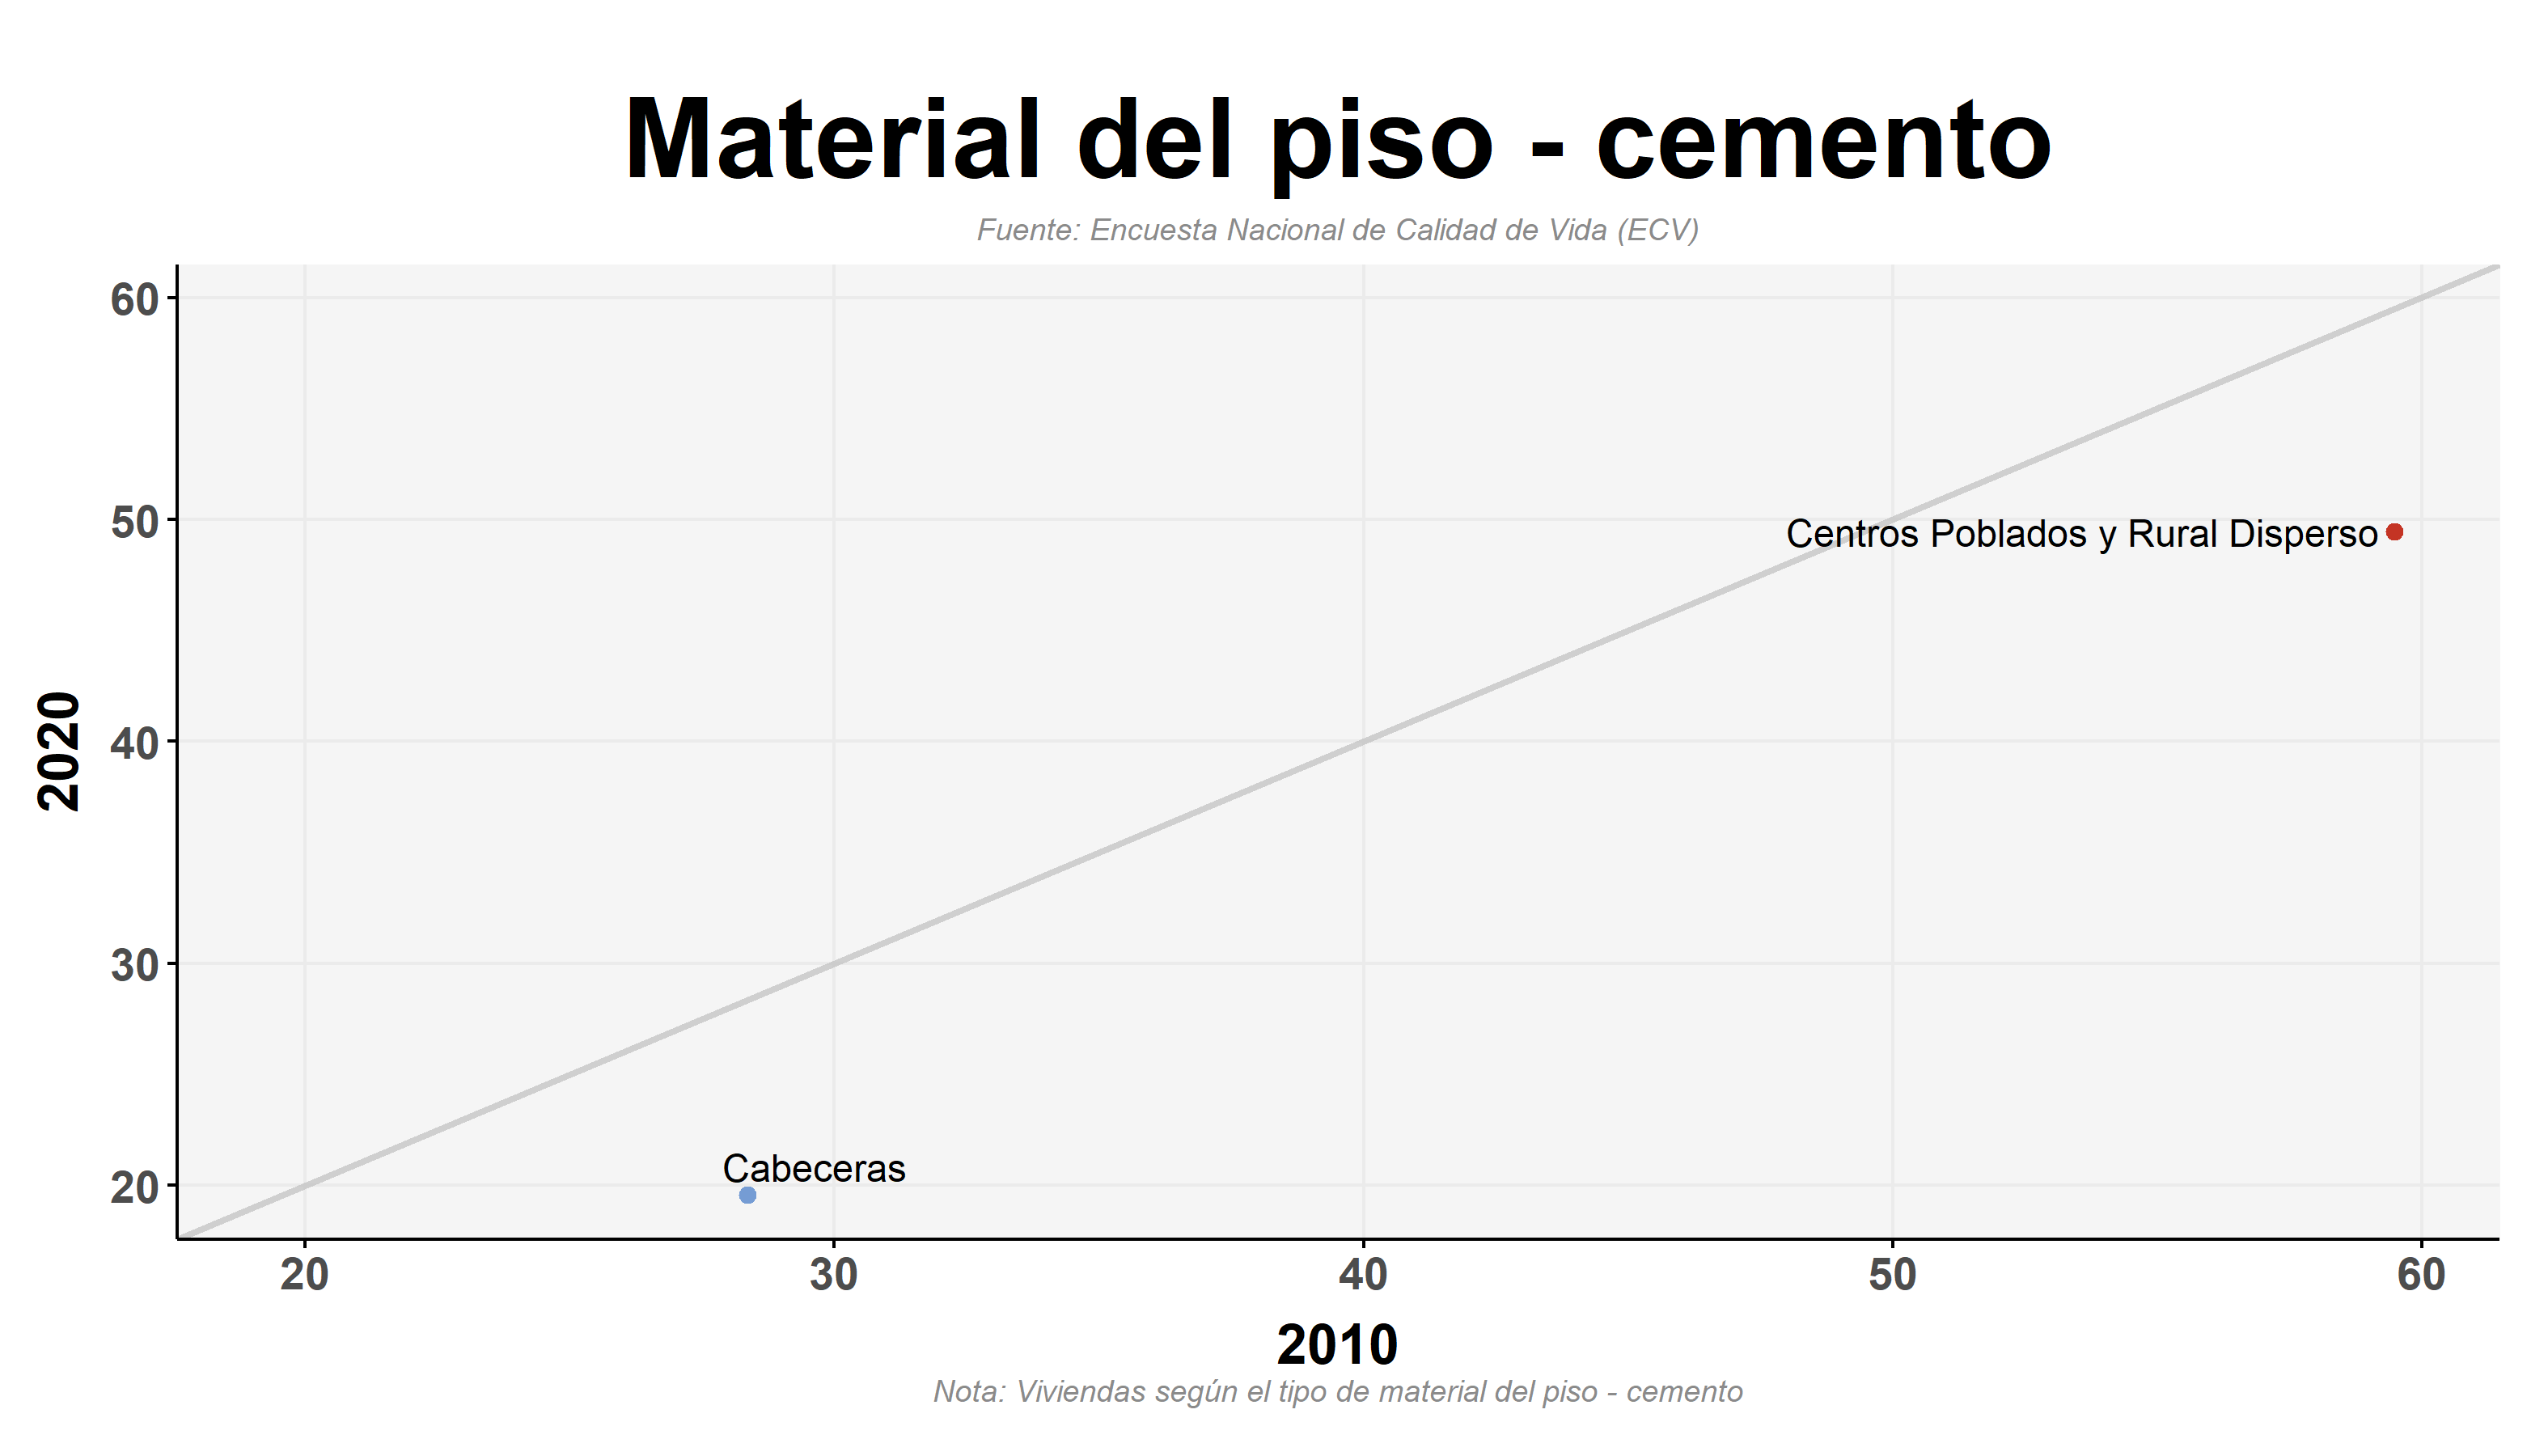 Material del piso - cemento
Fuente: Encuesta Nacional de Calidad de Vida (ECV)
60
50
Centros Poblados y Rural Disperso
40
2020
30
Cabeceras
20
20 30 40 50 60
2010
Nota: Viviendas según el tipo de material del piso - cemento